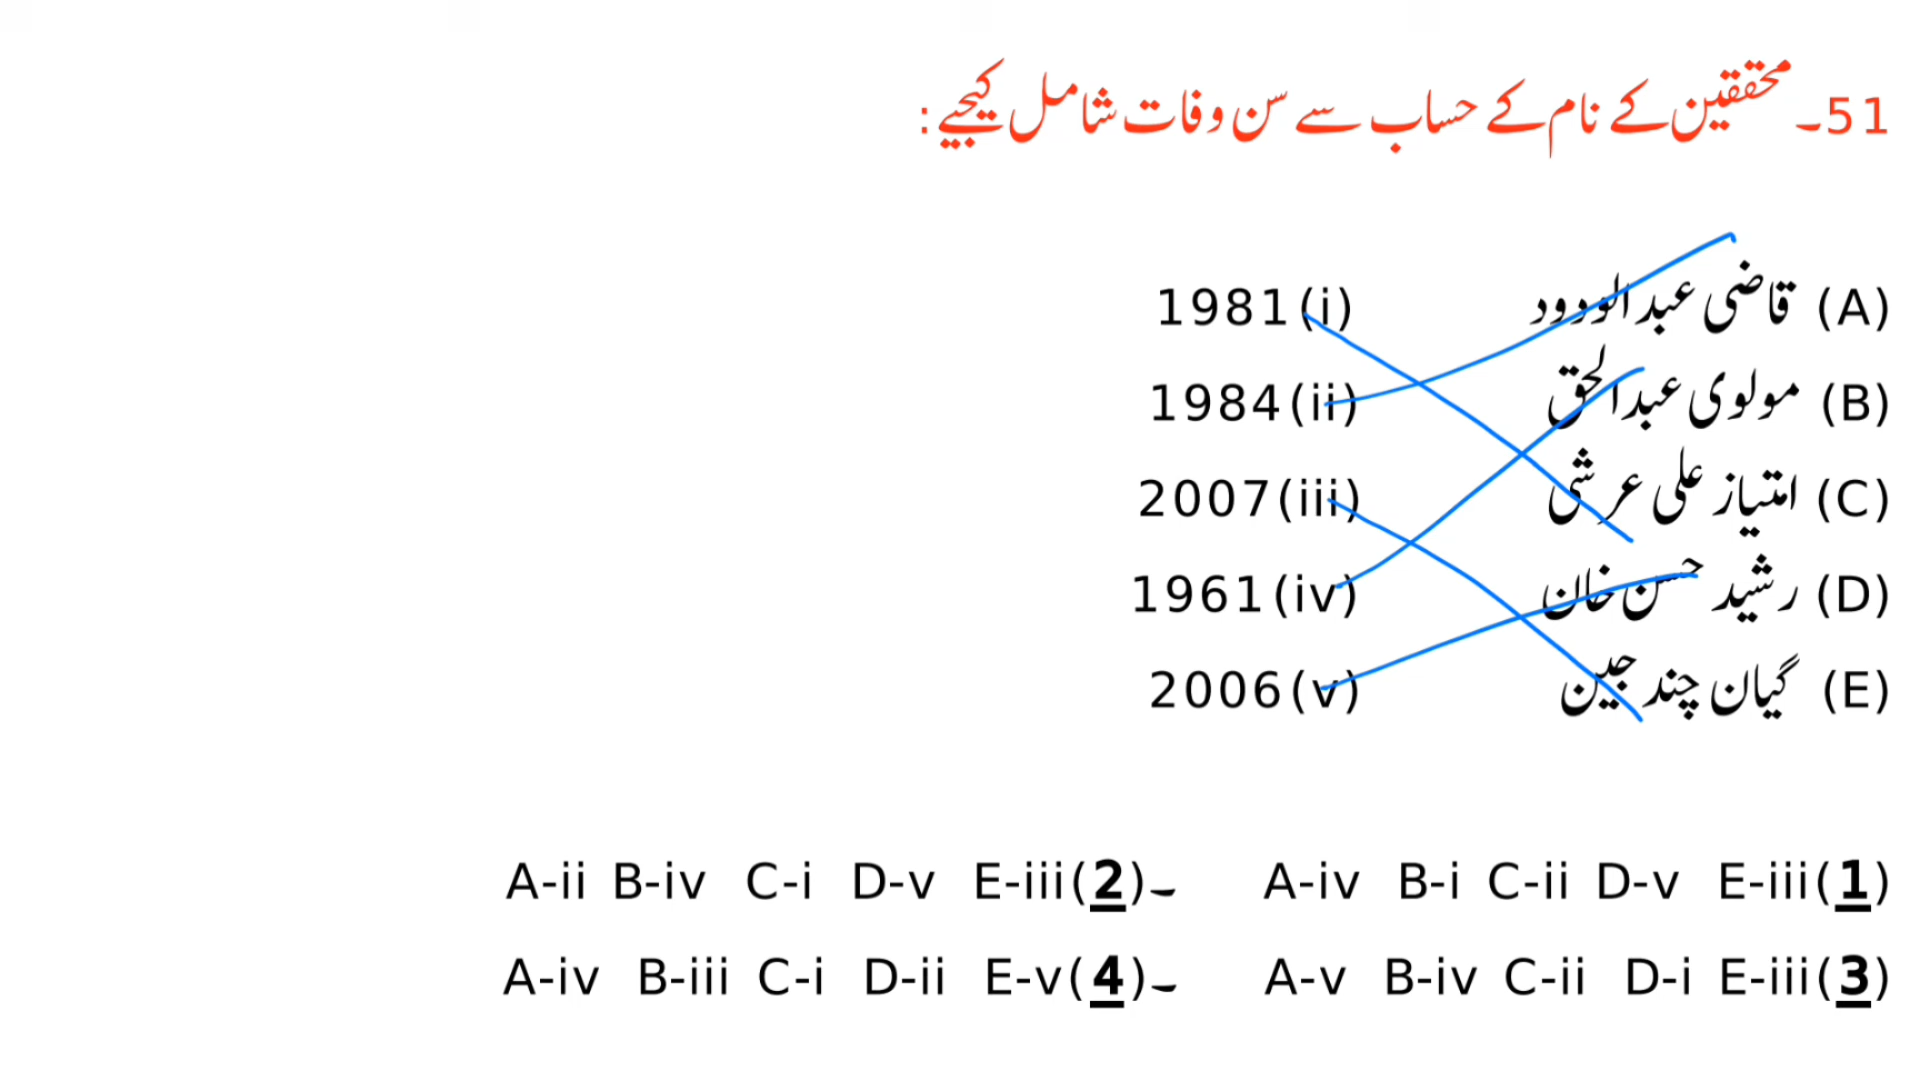 51۔ محققین کے نام کے حساب سے سن وفات شامل کیجیے:
(A) قاضی عبدالودود 1981(i)
(B) مولوی عبدالحق 1984(ii)
(C) امتیاز علی عرشی 2007(iii)
(D) رشید حسن خان 1961(iv)
(E) گیان چند جین 2006(v)
A-ii B-iv C-i D-v E-iii(2)۔ A-iv B-i C-ii D-v E-iii(1)
A-iv B-iii C-i D-ii E-v(4)۔ A-v B-iv C-ii D-i E-iii(3)